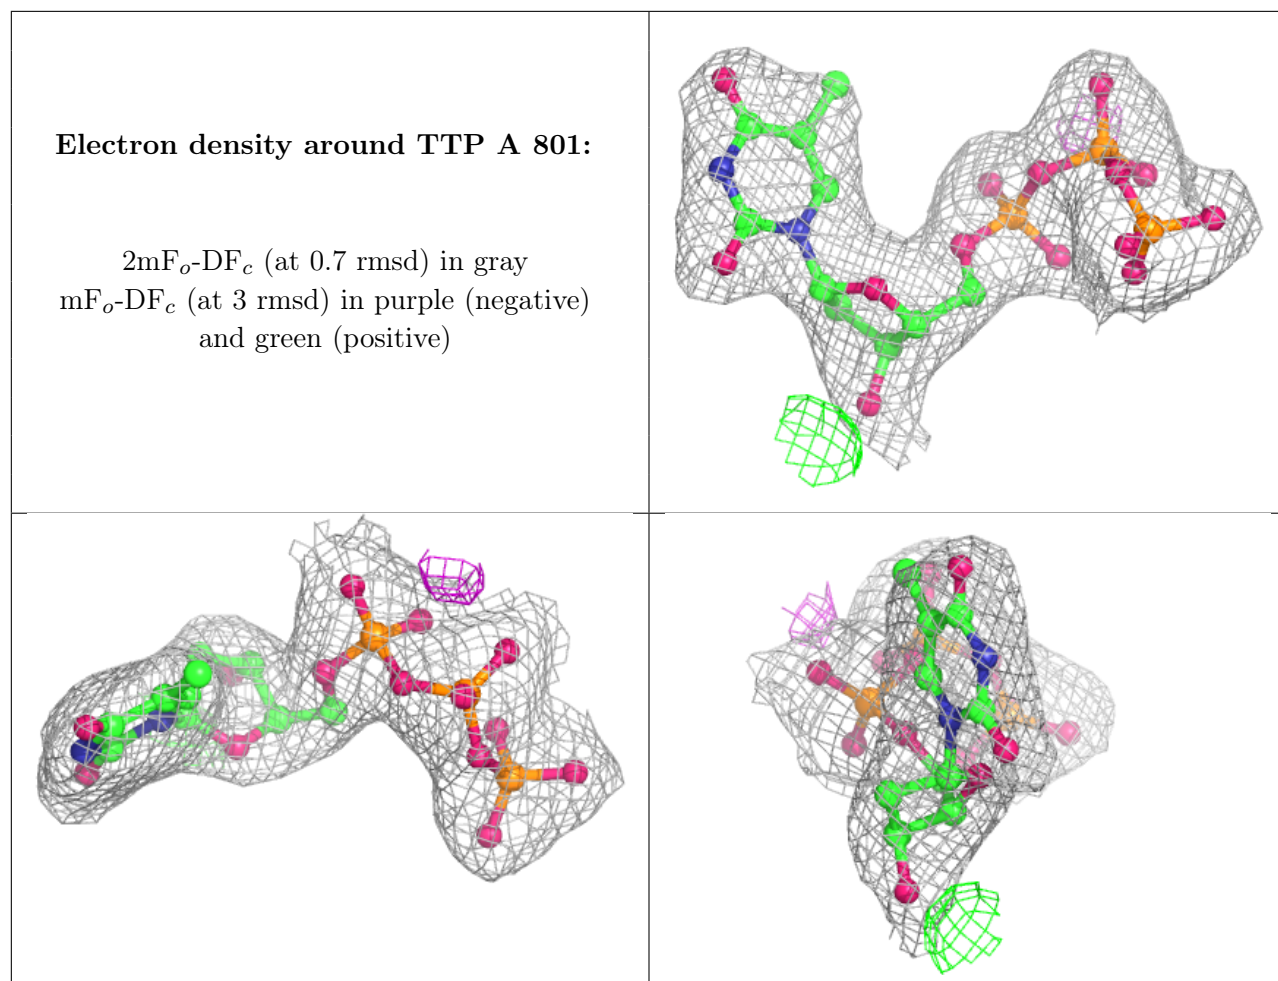 Electron density around TTP A 801:
2mFₒ-DF𝒸 (at 0.7 rmsd) in gray
mFₒ-DF𝒸 (at 3 rmsd) in purple (negative)
and green (positive)